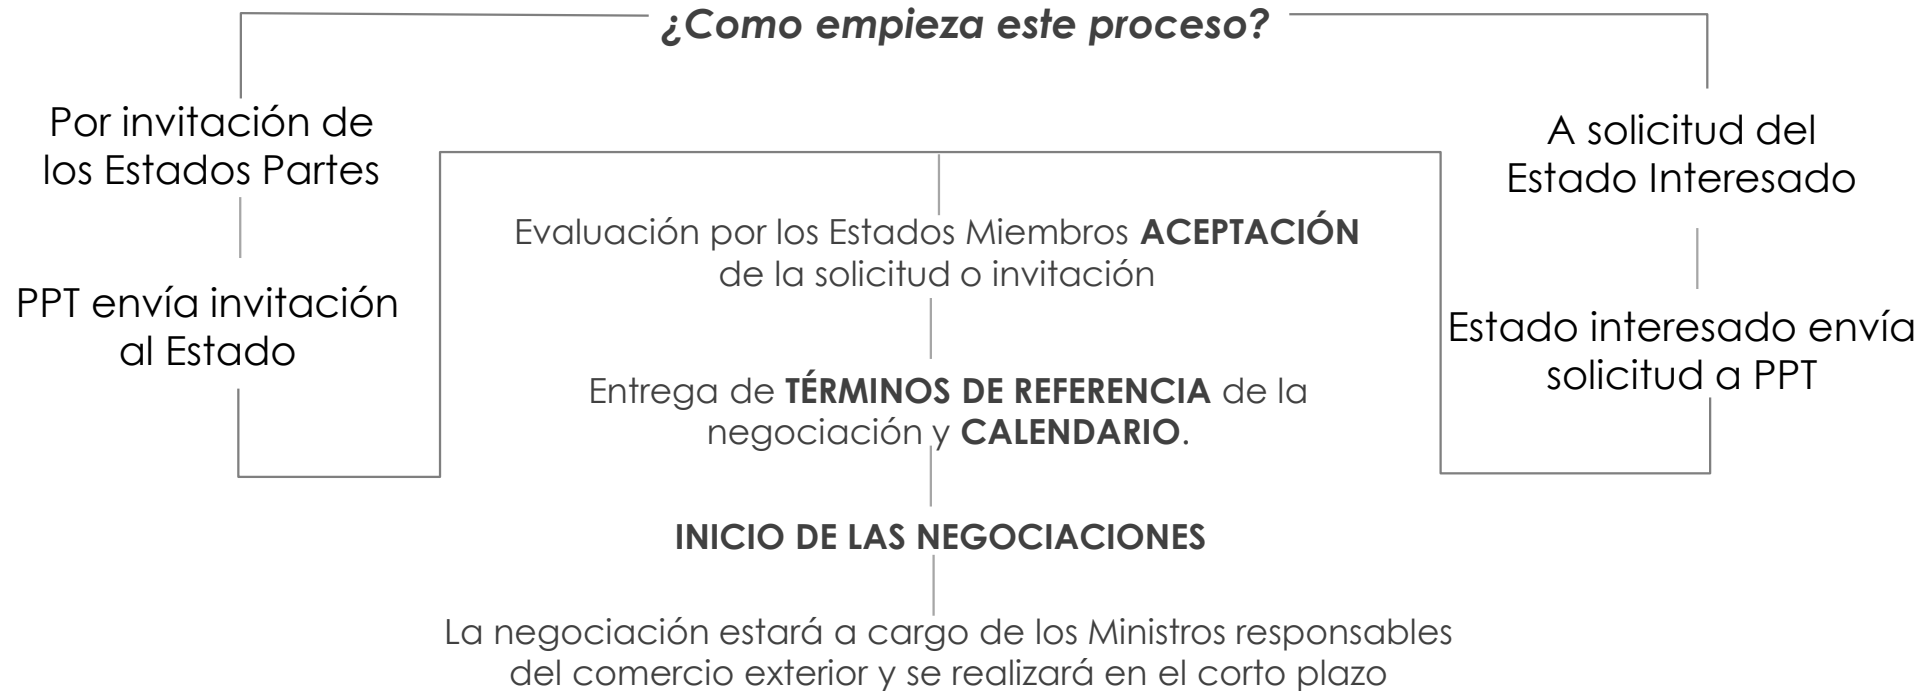 ¿Como empieza este proceso?
Por invitación de
los Estados Partes
PPT envía invitación
al Estado
A solicitud del
Estado Interesado
Estado interesado envía
solicitud a PPT
Evaluación por los Estados Miembros ACEPTACIÓN
de la solicitud o invitación
Entrega de TÉRMINOS DE REFERENCIA de la
negociación y CALENDARIO.
INICIO DE LAS NEGOCIACIONES
La negociación estará a cargo de los Ministros responsables
del comercio exterior y se realizará en el corto plazo